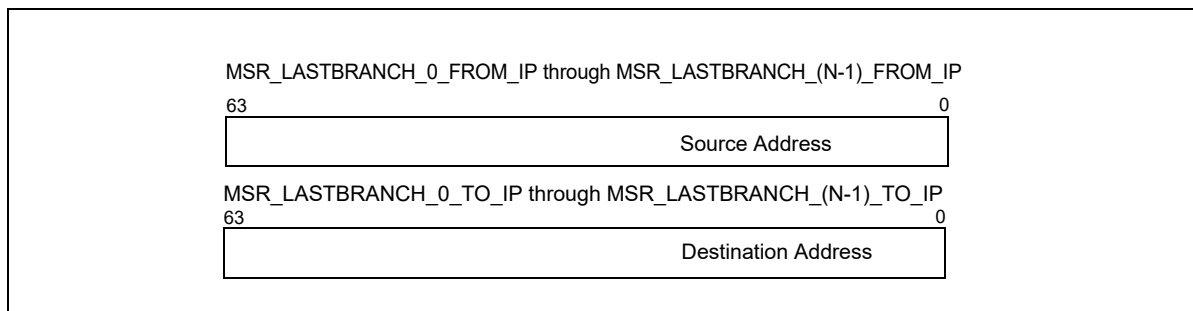 MSR_LASTBRANCH_0_FROM_IP through MSR_LASTBRANCH_(N-1)_FROM_IP
63 0
Source Address
MSR_LASTBRANCH_0_TO_IP through MSR_LASTBRANCH_(N-1)_TO_IP
63 0
Destination Address